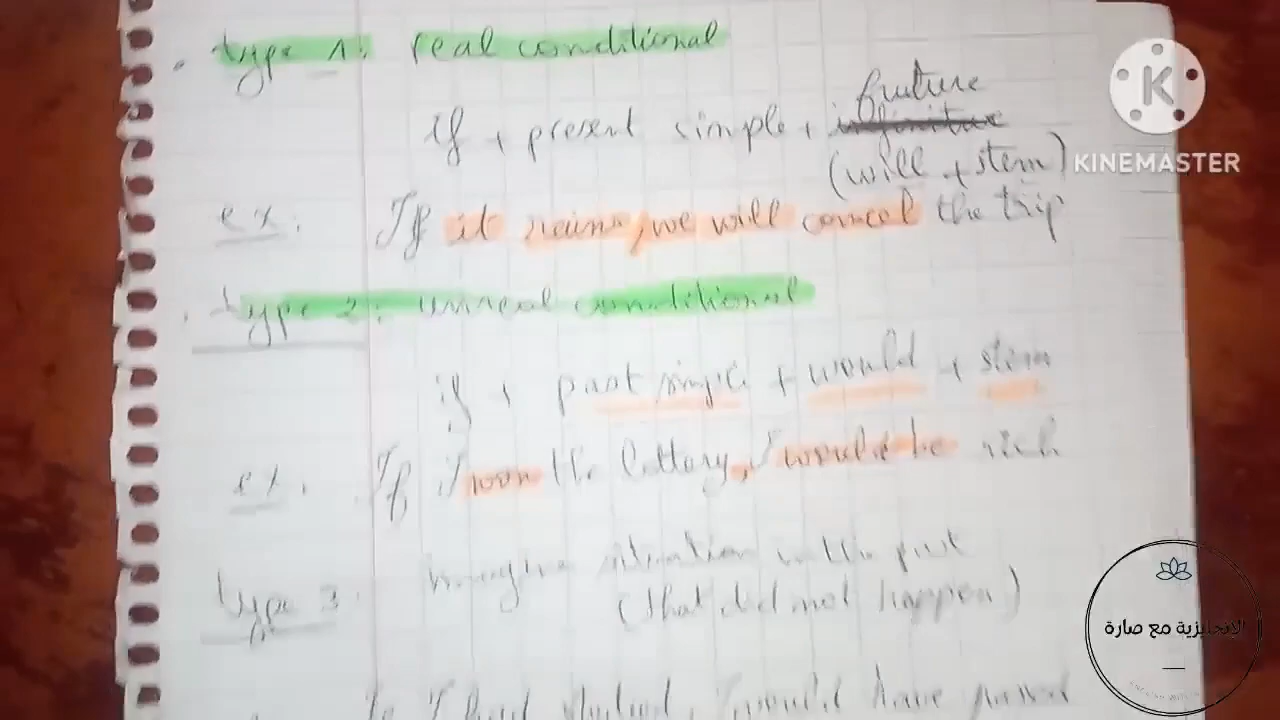 . type 1: real conditional
future
if + present simple + infinitive
(will + stem)
KINEMASTER
ex: If it rains, we will cancel the trip
. type 2: unreal conditional
if + past simple + would + stem
ex: If I won the lottery, I would be rich
type 3: imagine situation in the past
(that did not happen)
الإنجليزية مع صارة
If I had studied, I would have passed